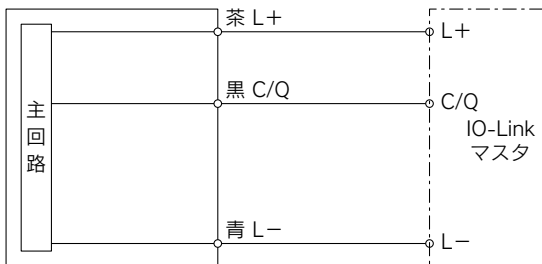 茶 L+
L+
黒 C/Q
C/Q
主回路
IO-Link
マスタ
青 L−
L−